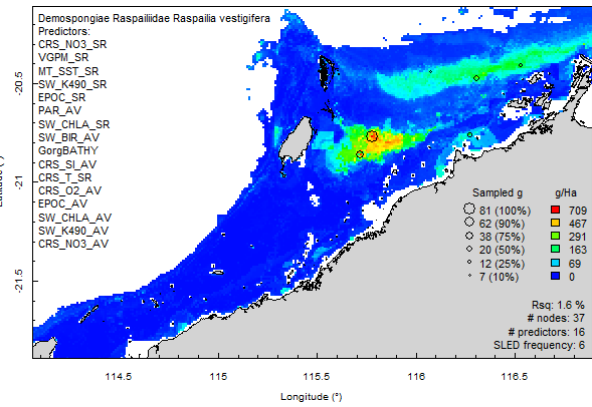 Demospongiae Raspailiidae Raspailia vestigifera
Predictors:
CRS_NO3_SR
VGPM_SR
MT_SST_SR
SW_K490_SR
EPOC_SR
PAR_AV
SW_CHLA_SR
SW_BIR_AV
GorgBATHY
CRS_SI_AV
CRS_T_SR
CRS_O2_AV
EPOC_AV
SW_CHLA_AV
SW_K490_AV
CRS_NO3_AV
-20.5
-21
-21.5
Latitude (°)
Sampled g
81 (100%)
62 (90%)
38 (75%)
20 (50%)
12 (25%)
7 (10%)
g/Ha
709
467
291
163
69
0
Rsq: 1.6 %
# nodes: 37
# predictors: 16
SLED frequency: 6
114.5 115 115.5 116 116.5
Longitude (°)